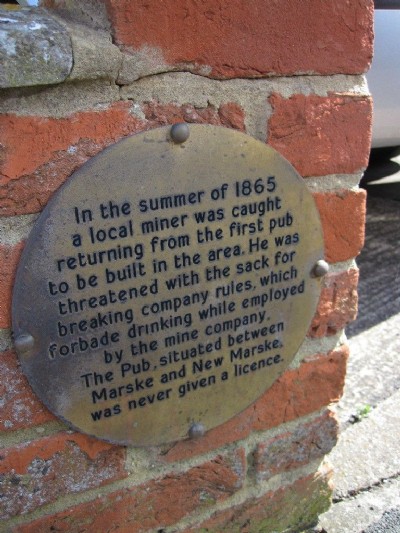 In the summer of 1865
a local miner was caught
returning from the first pub
to be built in the area. He was
threatened with the sack for
breaking company rules, which
forbade drinking while employed
by the mine company.
The Pub, situated between
Marske and New Marske.
was never given a licence.